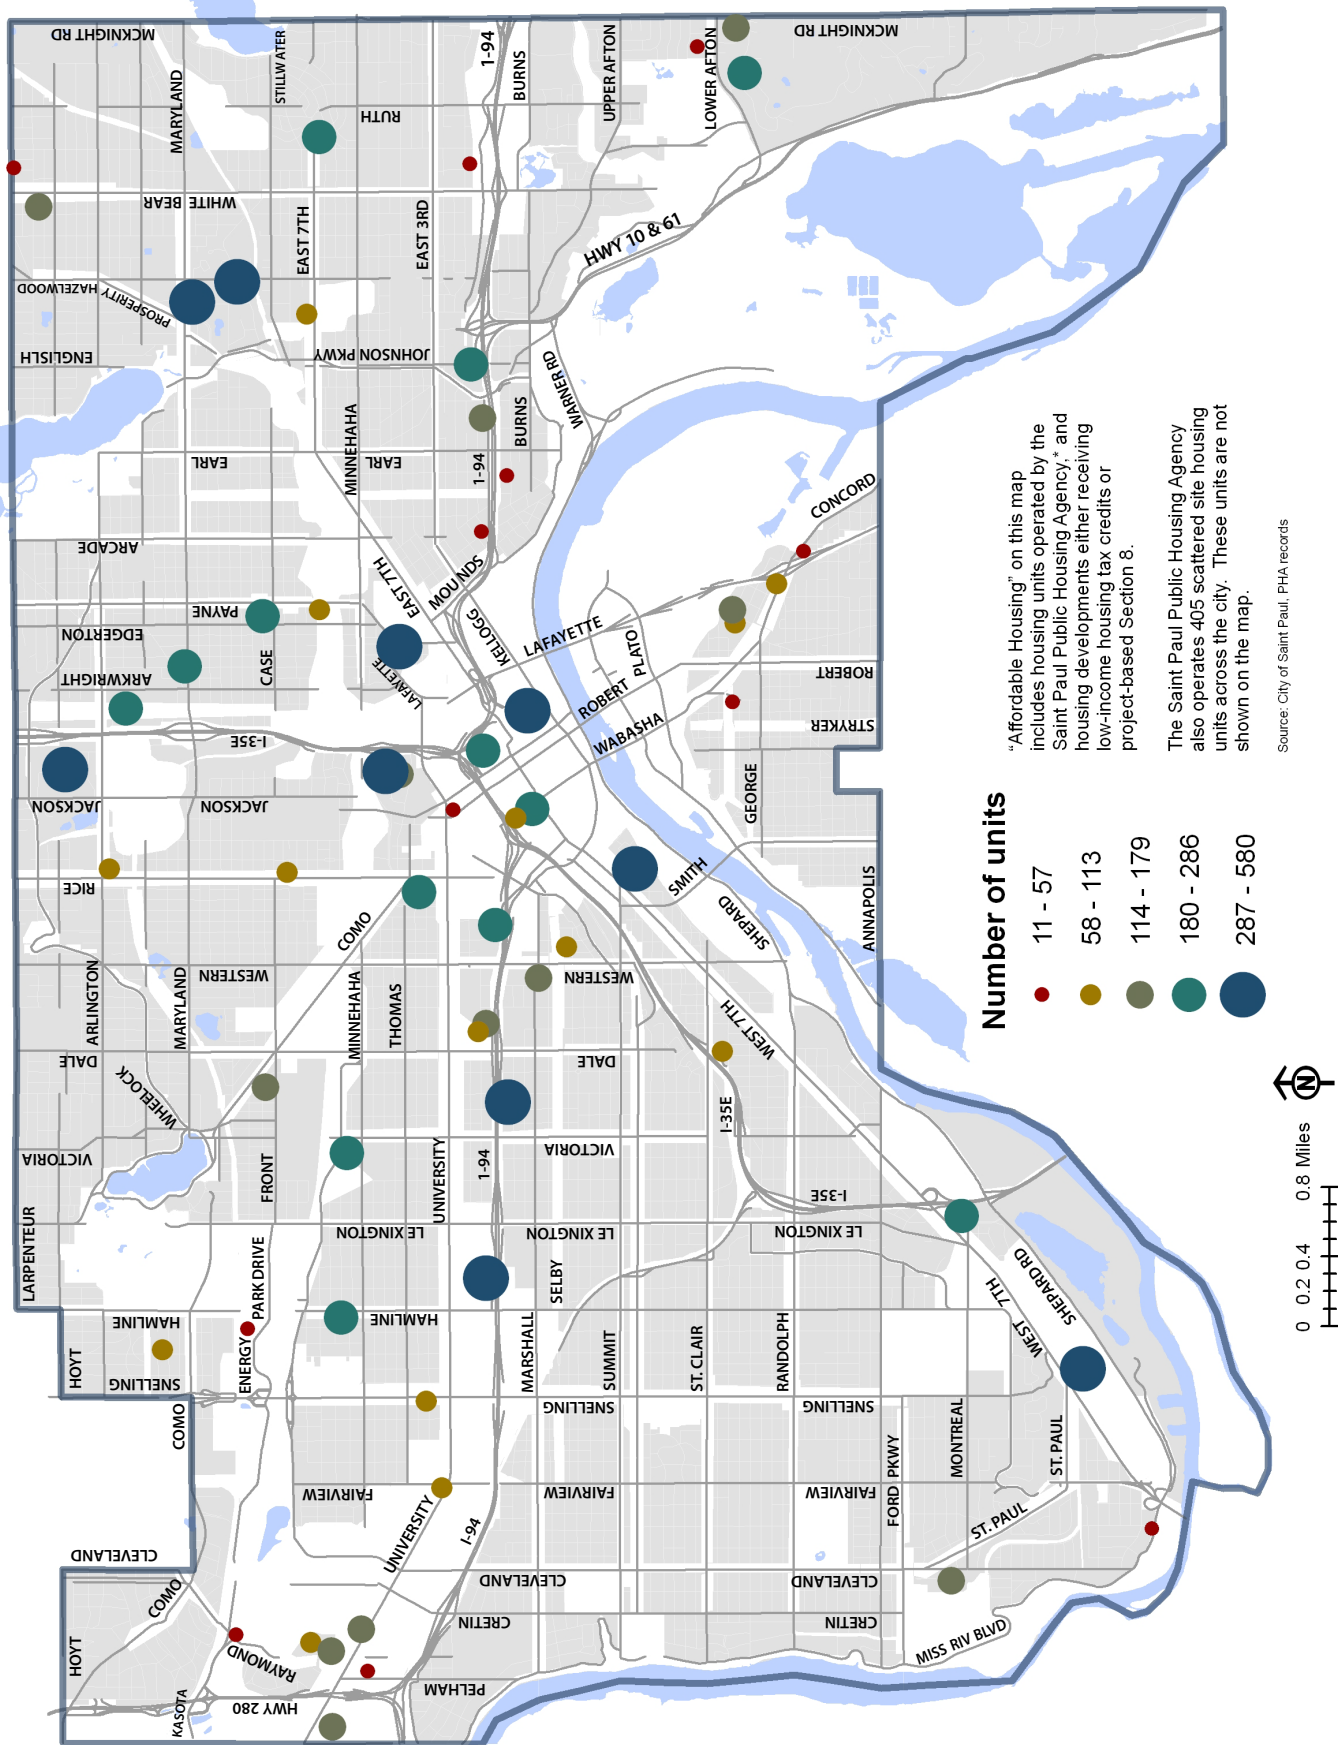 LARPENTEUR
VICTORIA
DALE
RICE
JACKSON
ENGLISLH
HAZELWOOD
MCKNIGHT RD
HOYT
HOYT
CLEVELAND
HAMLINE
SNELLING
ARLINGTON
WHEELOCK
ARKWRIGHT
EDGERTON
ARCADE
PROSPERITY
COMO
COMO
MARYLAND
MARYLAND
KASOTA
WESTERN
JACKSON
PAYNE
EARL
WHITE BEAR
RAYMOND
HWY 280
ENERGY
PARK DRIVE
FRONT
I-35E
CASE
STILLWATER
EAST 7TH
FAIRVIEW
LEXINGTON
HAMLINE
MINNEHAHA
COMO
THOMAS
LAFAYETTE
EAST 7TH
MINNEHAHA
EARL
JOHNSON PKWY
RUTH
UNIVERSITY
UNIVERSITY
MOUNDS
EAST 3RD
PELHAM
CRETIN
I-94
1-94
KELLOGG
1-94
1-94
CLEVELAND
MARSHALL
BURNS
BURNS
SELBY
FAIRVIEW
SNELLING
LEXINGTON
VICTORIA
DALE
WESTERN
LAFAYETTE
WARNER RD
SUMMIT
ROBERT
WABASHA
PLATO
HWY 10 & 61
UPPER AFTON
ST. CLAIR
SMITH
LOWER AFTON
I-35E
WEST 7TH
SHEPARD
GEORGE
RANDOLPH
CLEVELAND
CRETIN
FAIRVIEW
SNELLING
LEXINGTON
I-35E
STRYKER
ROBERT
CONCORD
MCKNIGHT RD
ANNAPOLIS
FORD PKWY
MISS RIV BLVD
MONTREAL
ST. PAUL
ST. PAUL
WEST
7TH
SHEPARD RD
Number of units
11 - 57
58 - 113
114 - 179
180 - 286
287 - 580
“Affordable Housing” on this map
includes housing units operated by the
Saint Paul Public Housing Agency,* and
housing developments either receiving
low-income housing tax credits or
project-based Section 8.
The Saint Paul Public Housing Agency
also operates 405 scattered site housing
units across the city. These units are not
shown on the map.
Source: City of Saint Paul, PHA records
0 0.2 0.4 0.8 Miles
N